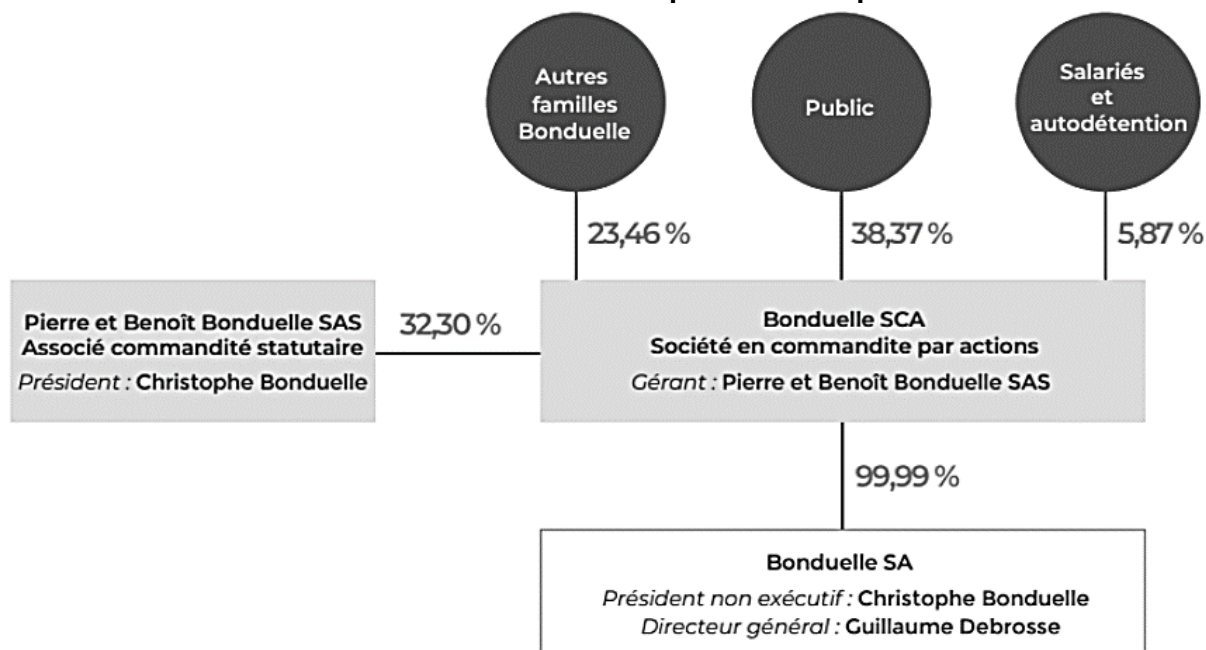 Autres
familles
Bonduelle
Public
Salariés
et
autodétention
23,46 %
38,37 %
5,87 %
Pierre et Benoît Bonduelle SAS
Associé commandité statutaire
Président : Christophe Bonduelle
32,30 %
Bonduelle SCA
Société en commandite par actions
Gérant : Pierre et Benoît Bonduelle SAS
99,99 %
Bonduelle SA
Président non exécutif : Christophe Bonduelle
Directeur général : Guillaume Debrosse